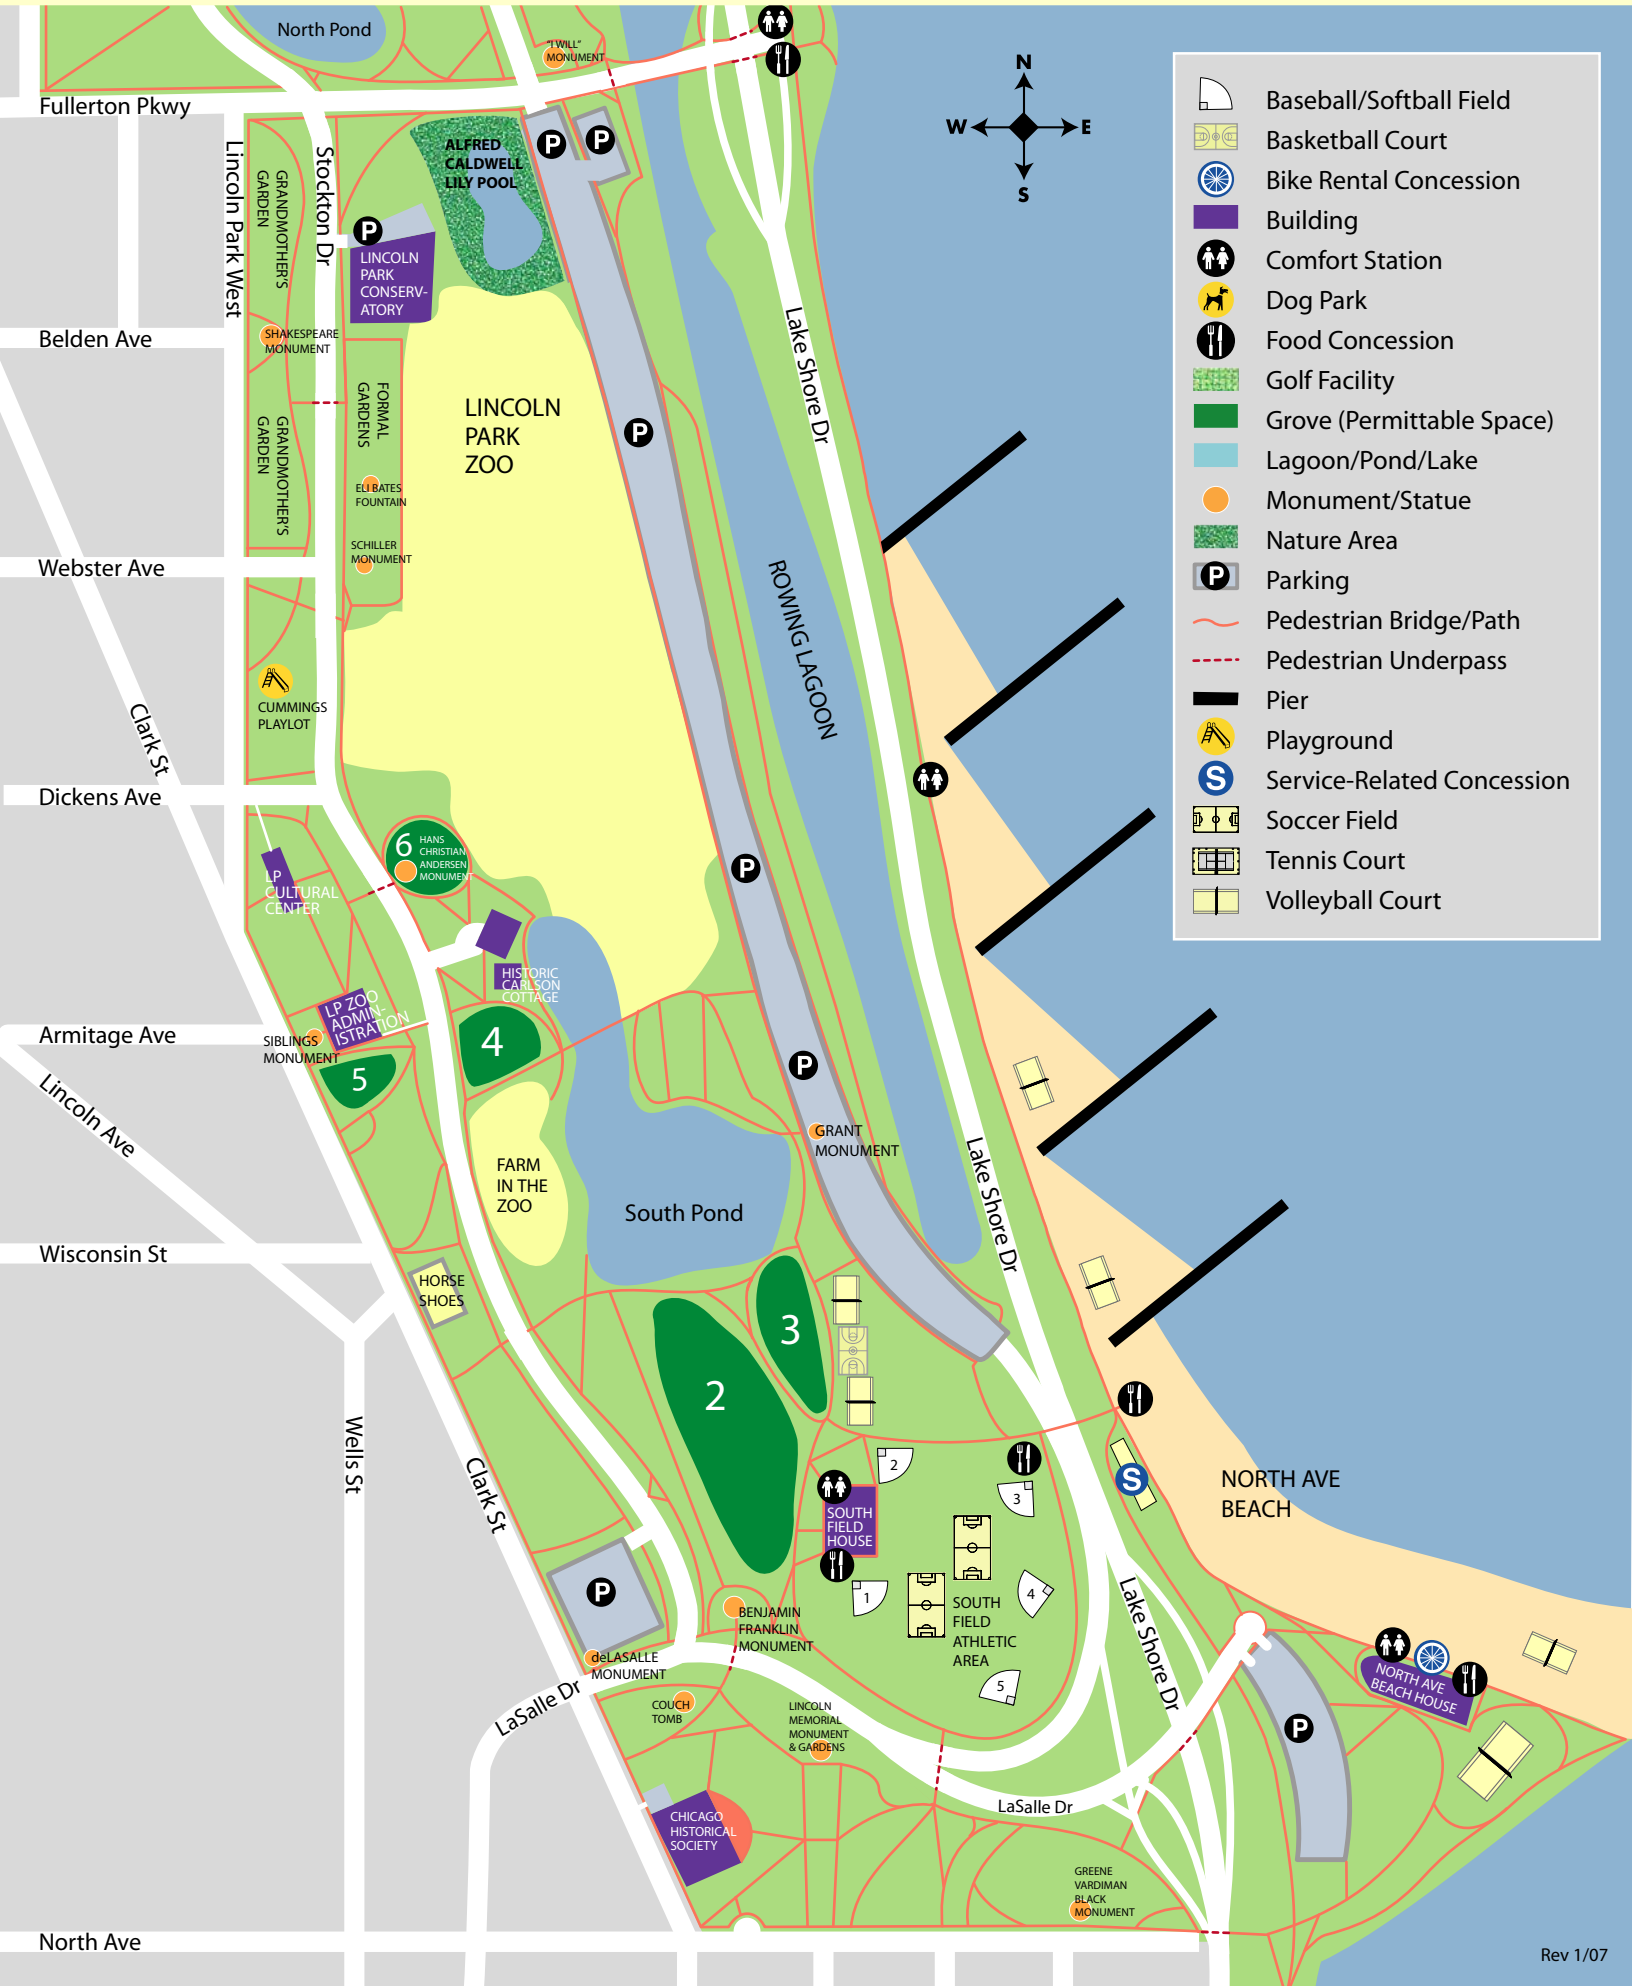 North Pond
"I WILL"
MONUMENT
Fullerton Pkwy
Lincoln Park West
Stockton Dr
GRANDMOTHER'S
GARDEN
ALFRED
CALDWELL
LILY POOL
P
P
P
LINCOLN
PARK
CONSERV-
ATORY
Belden Ave
SHAKESPEARE
MONUMENT
FORMAL
GARDENS
GRANDMOTHER'S
GARDEN
LINCOLN
PARK
ZOO
P
Lake Shore Dr
ELI BATES
FOUNTAIN
SCHILLER
MONUMENT
Webster Ave
ROWING LAGOON
CUMMINGS
PLAYLOT
Clark St
Dickens Ave
6
HANS
CHRISTIAN
ANDERSEN
MONUMENT
LP
CULTURAL
CENTER
P
HISTORIC
CARLSON
COTTAGE
LP ZOO
ADMIN-
ISTRATION
Armitage Ave
SIBLINGS
MONUMENT
4
5
P
Lincoln Ave
GRANT
MONUMENT
FARM
IN THE
ZOO
South Pond
Lake Shore Dr
Wisconsin St
HORSE
SHOES
3
2
Wells St
Clark St
2
3
S
NORTH AVE
BEACH
SOUTH
FIELD
HOUSE
1
4
SOUTH
FIELD
ATHLETIC
AREA
5
P
BENJAMIN
FRANKLIN
MONUMENT
deLASALLE
MONUMENT
LaSalle Dr
COUCH
TOMB
LINCOLN
MEMORIAL
MONUMENT
& GARDENS
Lake Shore Dr
NORTH AVE
BEACH HOUSE
P
LaSalle Dr
CHICAGO
HISTORICAL
SOCIETY
GREENE
VARDIMAN
BLACK
MONUMENT
North Ave
Rev 1/07
N
W
E
S
Baseball/Softball Field
Basketball Court
Bike Rental Concession
Building
Comfort Station
Dog Park
Food Concession
Golf Facility
Grove (Permittable Space)
Lagoon/Pond/Lake
Monument/Statue
Nature Area
P
Parking
Pedestrian Bridge/Path
Pedestrian Underpass
Pier
Playground
S
Service-Related Concession
Soccer Field
Tennis Court
Volleyball Court